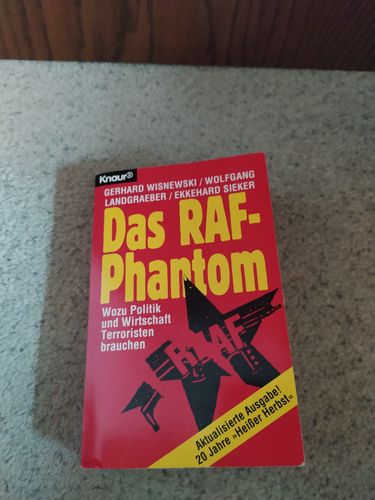 Knaur®
GERHARD WISNEWSKI/WOLFGANG
LANDGRAEBER/EKKEHARD SIEKER
Das RAF-
Phantom
Wozu Politik
und Wirtschaft
Terroristen
brauchen
RAF
Aktualisierte Ausgabe!
20 Jahre »Heißer Herbst«